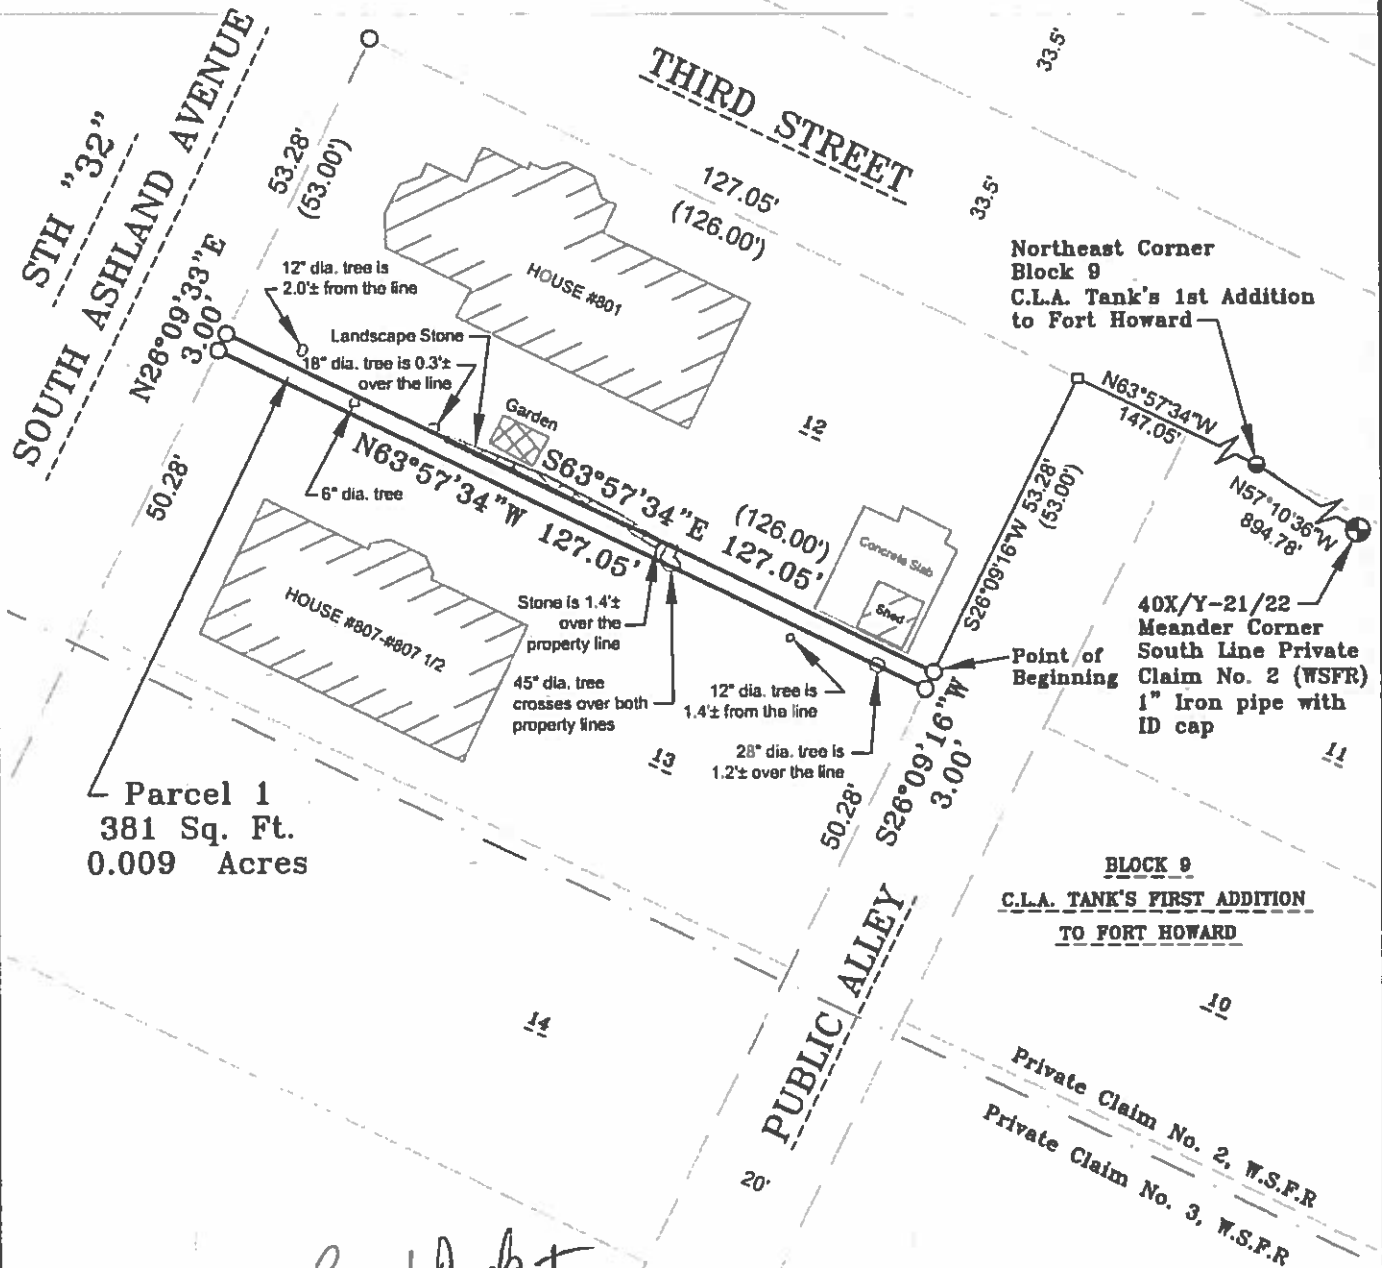 STH "32"
SOUTH ASHLAND AVENUE
THIRD STREET
33.5'
33.5'
53.28'
(53.00')
127.05'
(126.00')
N26°09'33"E
3.00'
50.28'
HOUSE #801
12" dia. tree is
2.0'± from the line
Landscape Stone
18" dia. tree is 0.3'±
over the line
Garden
12
Northeast Corner
Block 9
C.L.A. Tank's 1st Addition
to Fort Howard
N63°57'34"W
147.05'
N57°10'36"W
894.78'
S26°09'16"W 53.28'
(53.00')
N63°57'34"W 127.05'
S63°57'34"E 127.05'
(126.00')
6" dia. tree
HOUSE #807-#807 1/2
Concrete Slab
Shed
Stone is 1.4'±
over the
property line
45" dia. tree
crosses over both
property lines
12" dia. tree is
1.4'± from the line
28" dia. tree is
1.2'± over the line
Point of
Beginning
40X/Y-21/22
Meander Corner
South Line Private
Claim No. 2 (WSFR)
1" Iron pipe with
ID cap
S26°09'16"W
3.00'
50.28'
13
11
Parcel 1
381 Sq. Ft.
0.009 Acres
BLOCK 9
C.L.A. TANK'S FIRST ADDITION
TO FORT HOWARD
PUBLIC ALLEY
20'
14
10
Private Claim No. 2, W.S.F.R
Private Claim No. 3, W.S.F.R